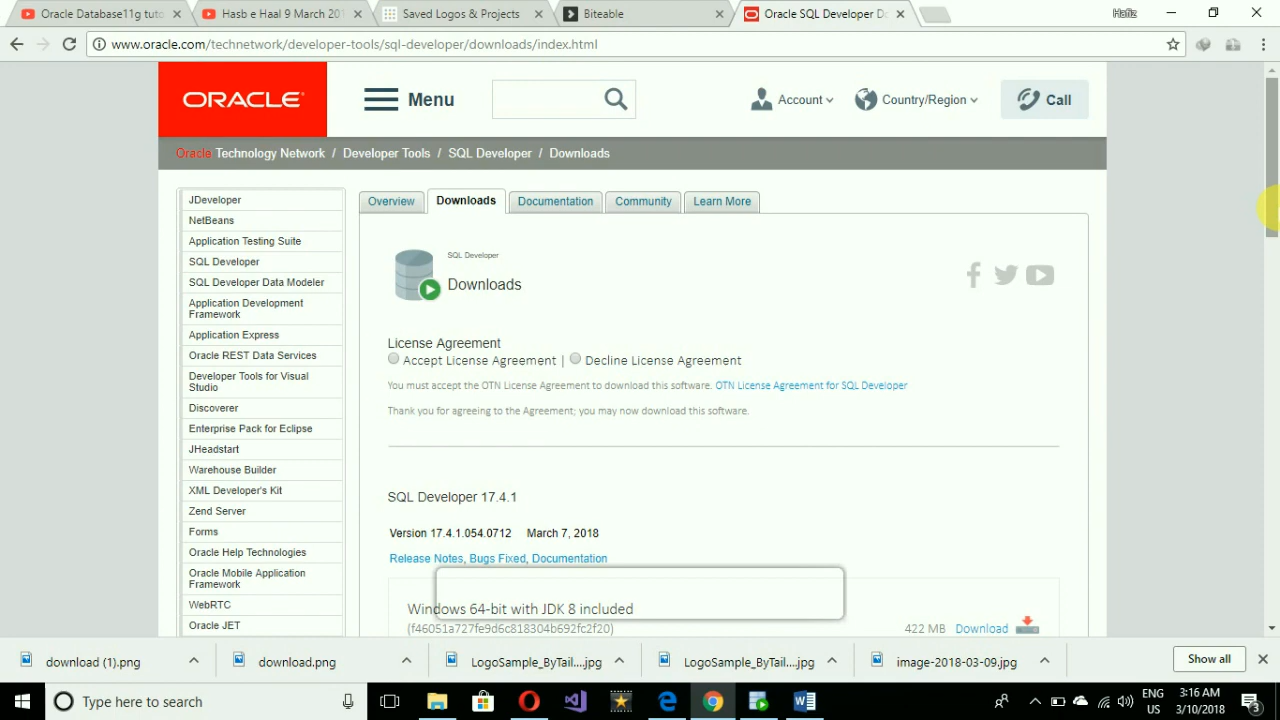 Oracle Database11g tuto
Hasb e Haal 9 March 201
Saved Logos & Projects
Biteable
Oracle SQL Developer Do
Hafiz
www.oracle.com/technetwork/developer-tools/sql-developer/downloads/index.html
ORACLE
Menu
Account
Country/Region
Call
Oracle Technology Network / Developer Tools / SQL Developer / Downloads
JDeveloper
NetBeans
Application Testing Suite
SQL Developer
SQL Developer Data Modeler
Application Development
Framework
Application Express
Oracle REST Data Services
Developer Tools for Visual
Studio
Discoverer
Enterprise Pack for Eclipse
JHeadstart
Warehouse Builder
XML Developer's Kit
Zend Server
Forms
Oracle Help Technologies
Oracle Mobile Application
Framework
WebRTC
Oracle JET
Overview
Downloads
Documentation
Community
Learn More
SQL Developer
Downloads
License Agreement
Accept License Agreement | Decline License Agreement
You must accept the OTN License Agreement to download this software. OTN License Agreement for SQL Developer
Thank you for agreeing to the Agreement; you may now download this software.
SQL Developer 17.4.1
Version 17.4.1.054.0712 March 7, 2018
Release Notes, Bugs Fixed, Documentation
Windows 64-bit with JDK 8 included
(f46051a727fe9d6c818304b692fc2f20) 422 MB Download
download (1).png
download.png
LogoSample_ByTail....jpg
LogoSample_ByTail....jpg
image-2018-03-09.jpg
Show all
Type here to search
ENG
US
3:16 AM
3/10/2018
3